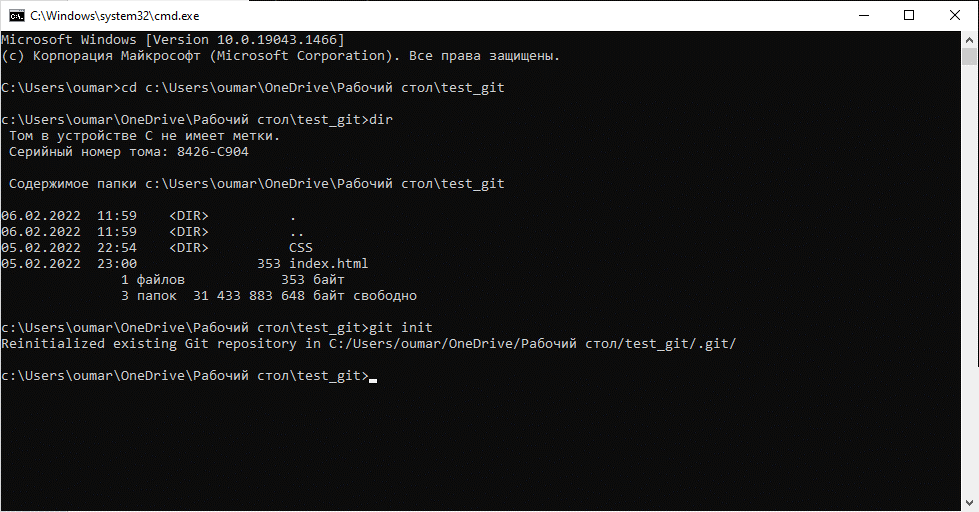 C:\Windows\system32\cmd.exe
Microsoft Windows [Version 10.0.19043.1466]
(c) Корпорация Майкрософт (Microsoft Corporation). Все права защищены.
C:\Users\oumar>cd c:\Users\oumar\OneDrive\Рабочий стол\test_git
c:\Users\oumar\OneDrive\Рабочий стол\test_git>dir
Том в устройстве C не имеет метки.
Серийный номер тома: 8426-C904
Содержимое папки c:\Users\oumar\OneDrive\Рабочий стол\test_git
06.02.2022  11:59    <DIR>          .
06.02.2022  11:59    <DIR>          ..
05.02.2022  22:54    <DIR>          CSS
05.02.2022  23:00               353 index.html
1 файлов            353 байт
3 папок  31 433 883 648 байт свободно
c:\Users\oumar\OneDrive\Рабочий стол\test_git>git init
Reinitialized existing Git repository in C:/Users/oumar/OneDrive/Рабочий стол/test_git/.git/
c:\Users\oumar\OneDrive\Рабочий стол\test_git>